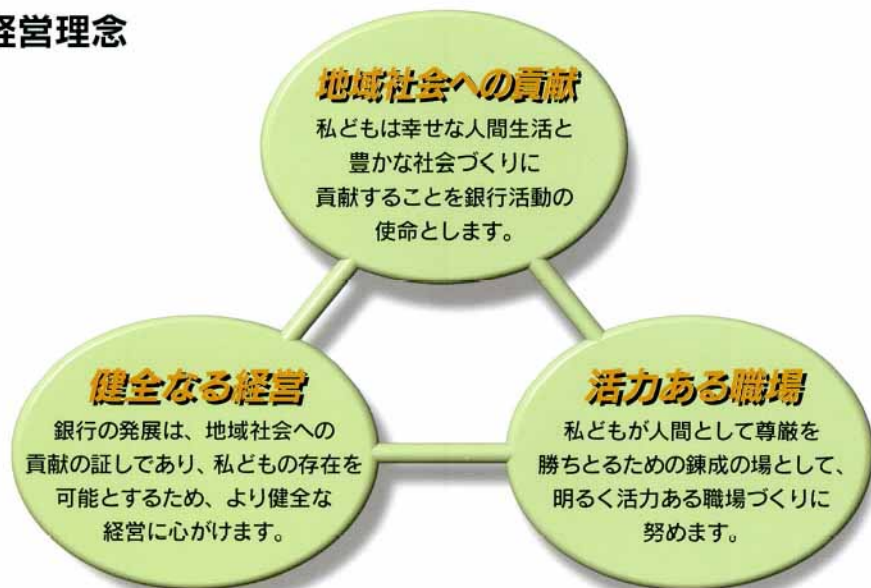 経営理念
地域社会への貢献
私どもは幸せな人間生活と
豊かな社会づくりに
貢献することを銀行活動の
使命とします。
健全なる経営
銀行の発展は、地域社会への
貢献の証しであり、私どもの存在を
可能とするため、より健全な
経営に心がけます。
活力ある職場
私どもが人間として尊厳を
勝ちとるための錬成の場として、
明るく活力ある職場づくりに
努めます。